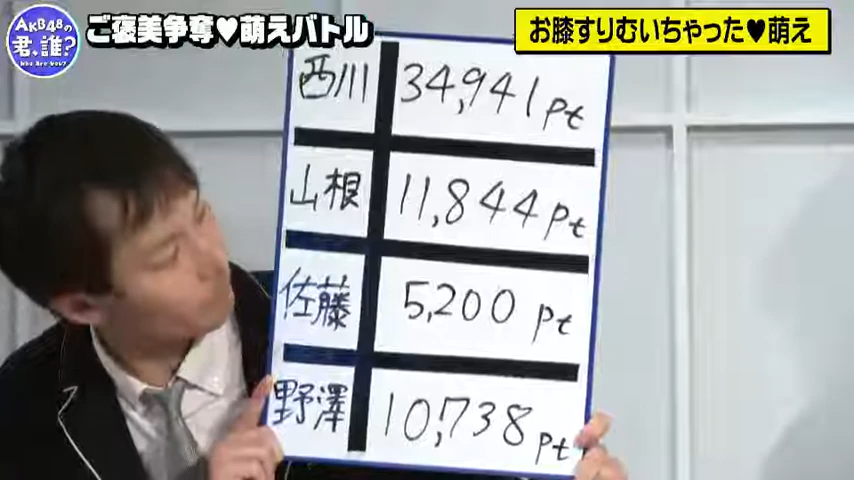 AKB48の
君、誰?
Who Are You?
ご褒美争奪♥萌えバトル
お膝すりむいちゃった♥萌え
西川 34,941pt
山根 11,844pt
佐藤 5,200pt
野澤 10,738pt